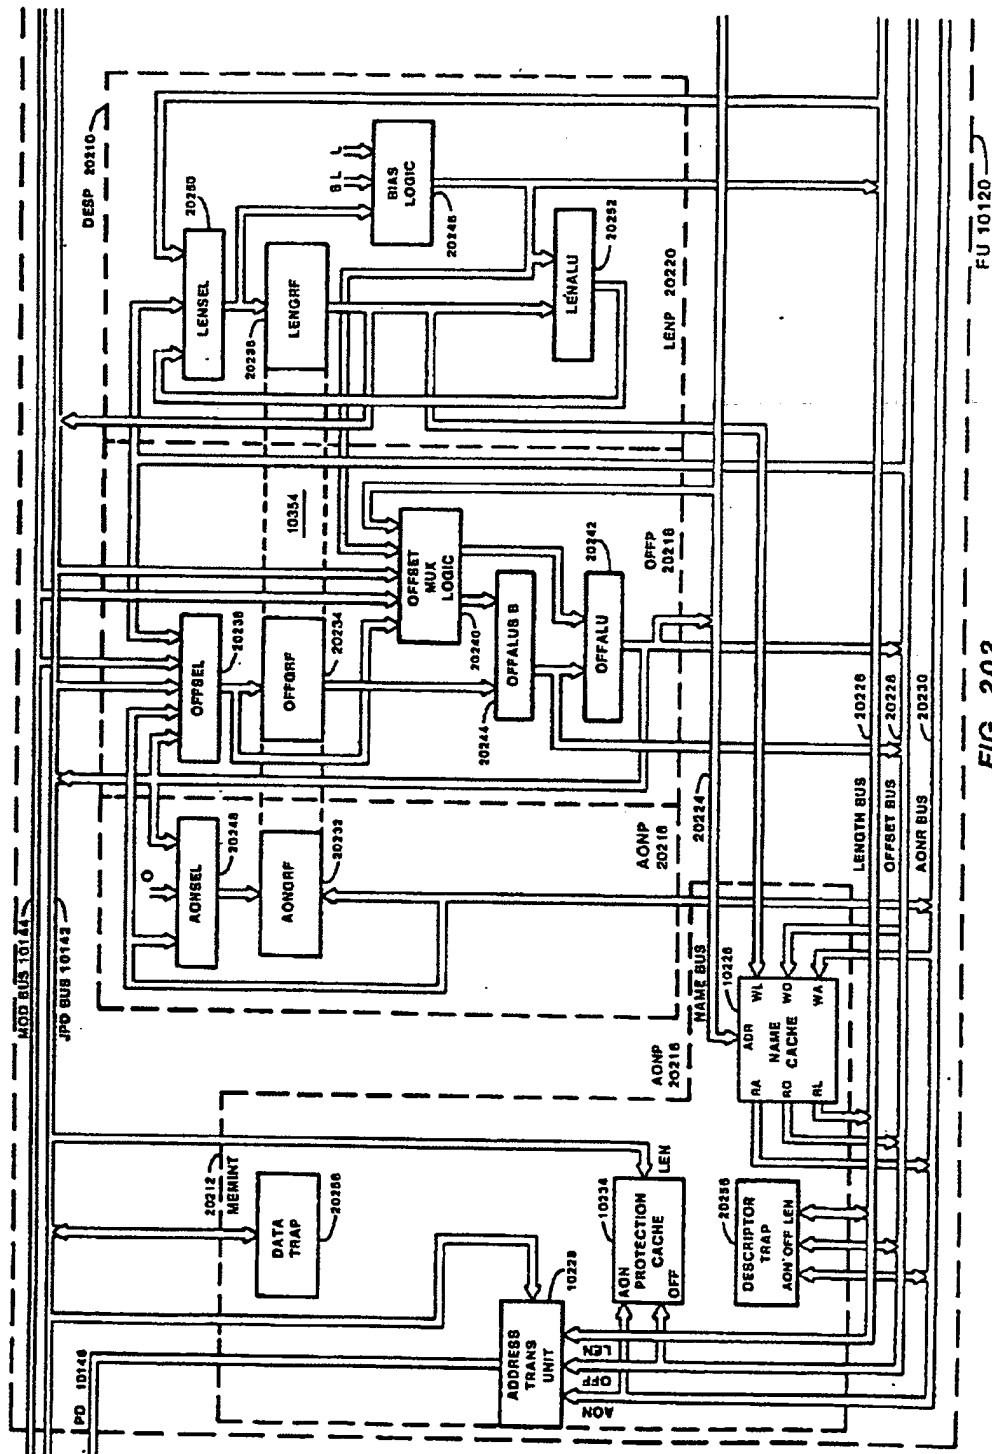 MOD BUS 10144
JPD BUS 10142
DESP 20210
20250
LENSEL
20236
LENGRF
B L
L
BIAS
LOGIC
20246
20252
LENALU
LENP 20220
FU 10120
20238
OFFSEL
10354
OFFGRF
20234
OFFSET
MUX
LOGIC
20240
OFFALUS B
20244
20242
OFFALU
OFFP
20218
0
20248
AONSEL
AONGRF
20232
AONP
20216
20224
NAME BUS
LENGTH BUS
20226
OFFSET BUS
20228
AONR BUS
20230
AONP
20216
10226
ADR
WL
NAME
CACHE
WO
WA
RA
RO
RL
20212
MEMINT
DATA
TRAP
20256
LEN
10234
AON
PROTECTION
CACHE
OFF
DESCRIPTOR
TRAP
AON OFF LEN
PD 10146
10228
ADDRESS
TRANS
UNIT
AON
OFF
LEN
FIG 202